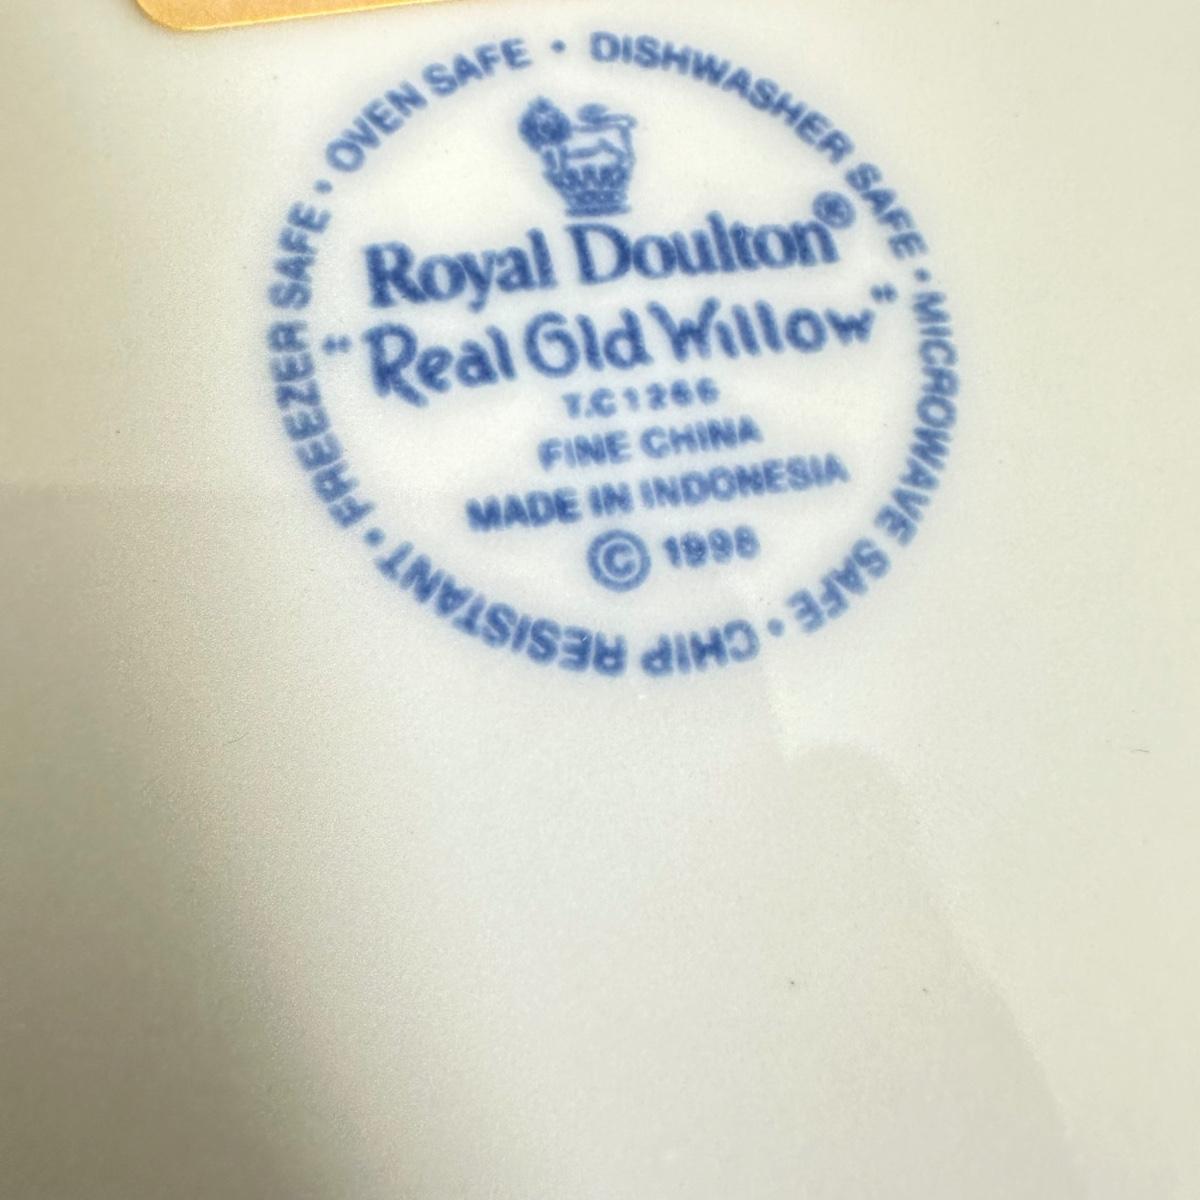 OVEN SAFE • DISHWASHER SAFE • MICROWAVE SAFE • CHIP RESISTANT • FREEZER SAFE •
Royal Doulton®
"Real Old Willow"
T.C 1266
FINE CHINA
MADE IN INDONESIA
© 1998